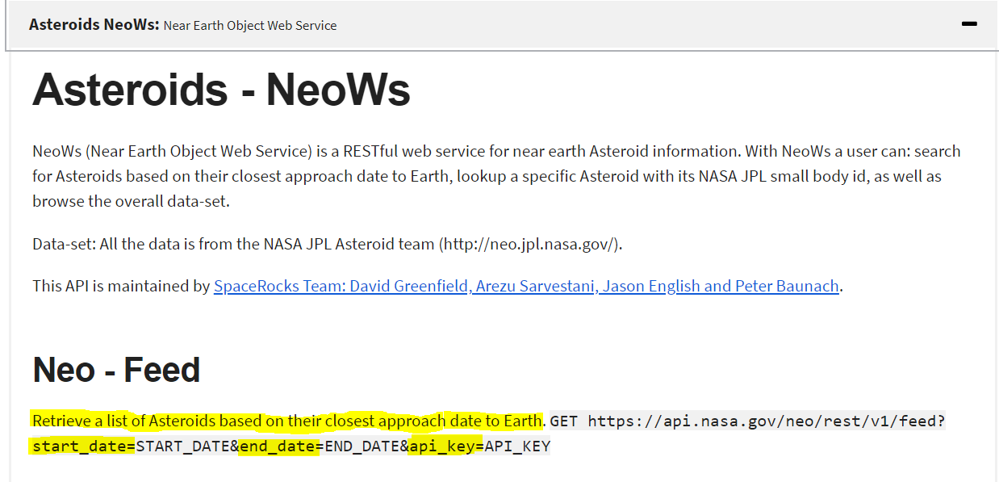 Asteroids NeoWs: Near Earth Object Web Service
Asteroids - NeoWs
NeoWs (Near Earth Object Web Service) is a RESTful web service for near earth Asteroid information. With NeoWs a user can: search
for Asteroids based on their closest approach date to Earth, lookup a specific Asteroid with its NASA JPL small body id, as well as
browse the overall data-set.
Data-set: All the data is from the NASA JPL Asteroid team (http://neo.jpl.nasa.gov/).
This API is maintained by SpaceRocks Team: David Greenfield, Arezu Sarvestani, Jason English and Peter Baunach.
Neo - Feed
Retrieve a list of Asteroids based on their closest approach date to Earth. GET https://api.nasa.gov/neo/rest/v1/feed?
start_date=START_DATE&end_date=END_DATE&api_key=API_KEY